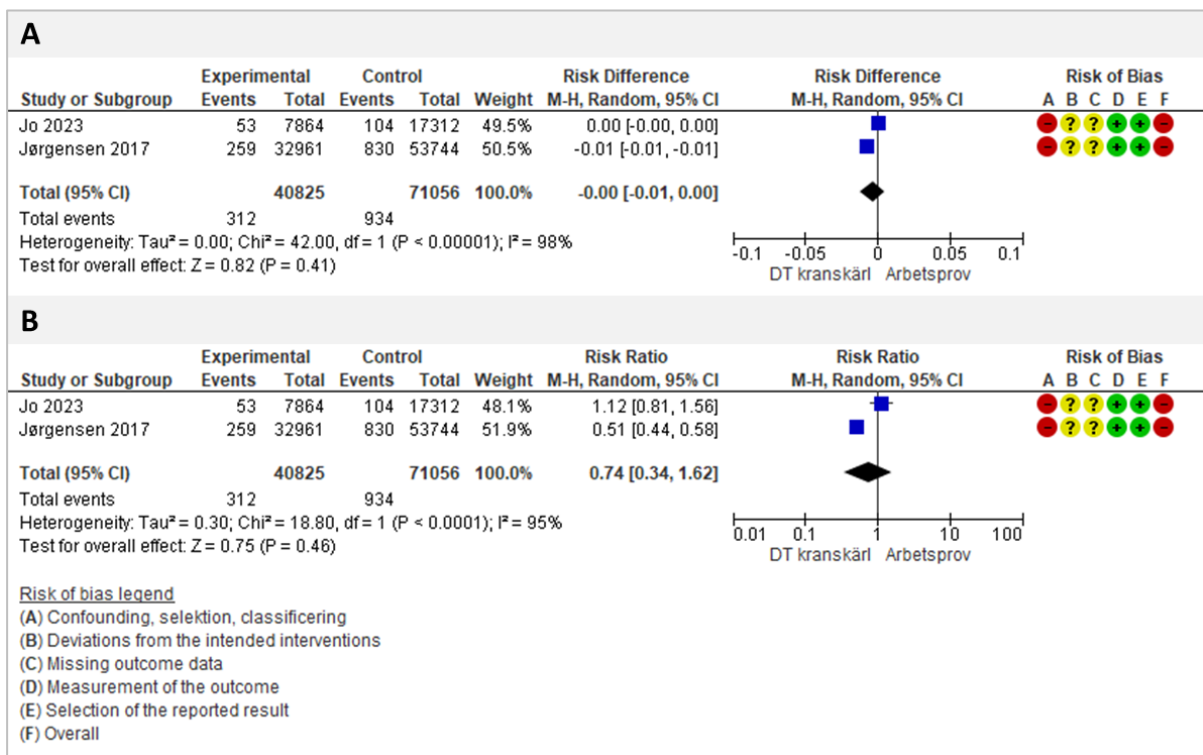 A
Experimental Control Risk Difference Risk Difference Risk of Bias
Study or Subgroup Events Total Events Total Weight M-H, Random, 95% CI M-H, Random, 95% CI A B C D E F
Jo 2023 53 7864 104 17312 49.5% 0.00 [-0.00, 0.00] − ? ? + + −
Jørgensen 2017 259 32961 830 53744 50.5% -0.01 [-0.01, -0.01] − ? ? + + −
Total (95% CI) 40825 71056 100.0% -0.00 [-0.01, 0.00]
Total events 312 934
Heterogeneity: Tau² = 0.00; Chi² = 42.00, df = 1 (P < 0.00001); I² = 98%
Test for overall effect: Z = 0.82 (P = 0.41)
-0.1 -0.05 0 0.05 0.1
DT kranskärl Arbetsprov
B
Experimental Control Risk Ratio Risk Ratio Risk of Bias
Study or Subgroup Events Total Events Total Weight M-H, Random, 95% CI M-H, Random, 95% CI A B C D E F
Jo 2023 53 7864 104 17312 48.1% 1.12 [0.81, 1.56] − ? ? + + −
Jørgensen 2017 259 32961 830 53744 51.9% 0.51 [0.44, 0.58] − ? ? + + −
Total (95% CI) 40825 71056 100.0% 0.74 [0.34, 1.62]
Total events 312 934
Heterogeneity: Tau² = 0.30; Chi² = 18.80, df = 1 (P < 0.0001); I² = 95%
Test for overall effect: Z = 0.75 (P = 0.46)
0.01 0.1 1 10 100
DT kranskärl Arbetsprov
Risk of bias legend
(A) Confounding, selektion, classificering
(B) Deviations from the intended interventions
(C) Missing outcome data
(D) Measurement of the outcome
(E) Selection of the reported result
(F) Overall